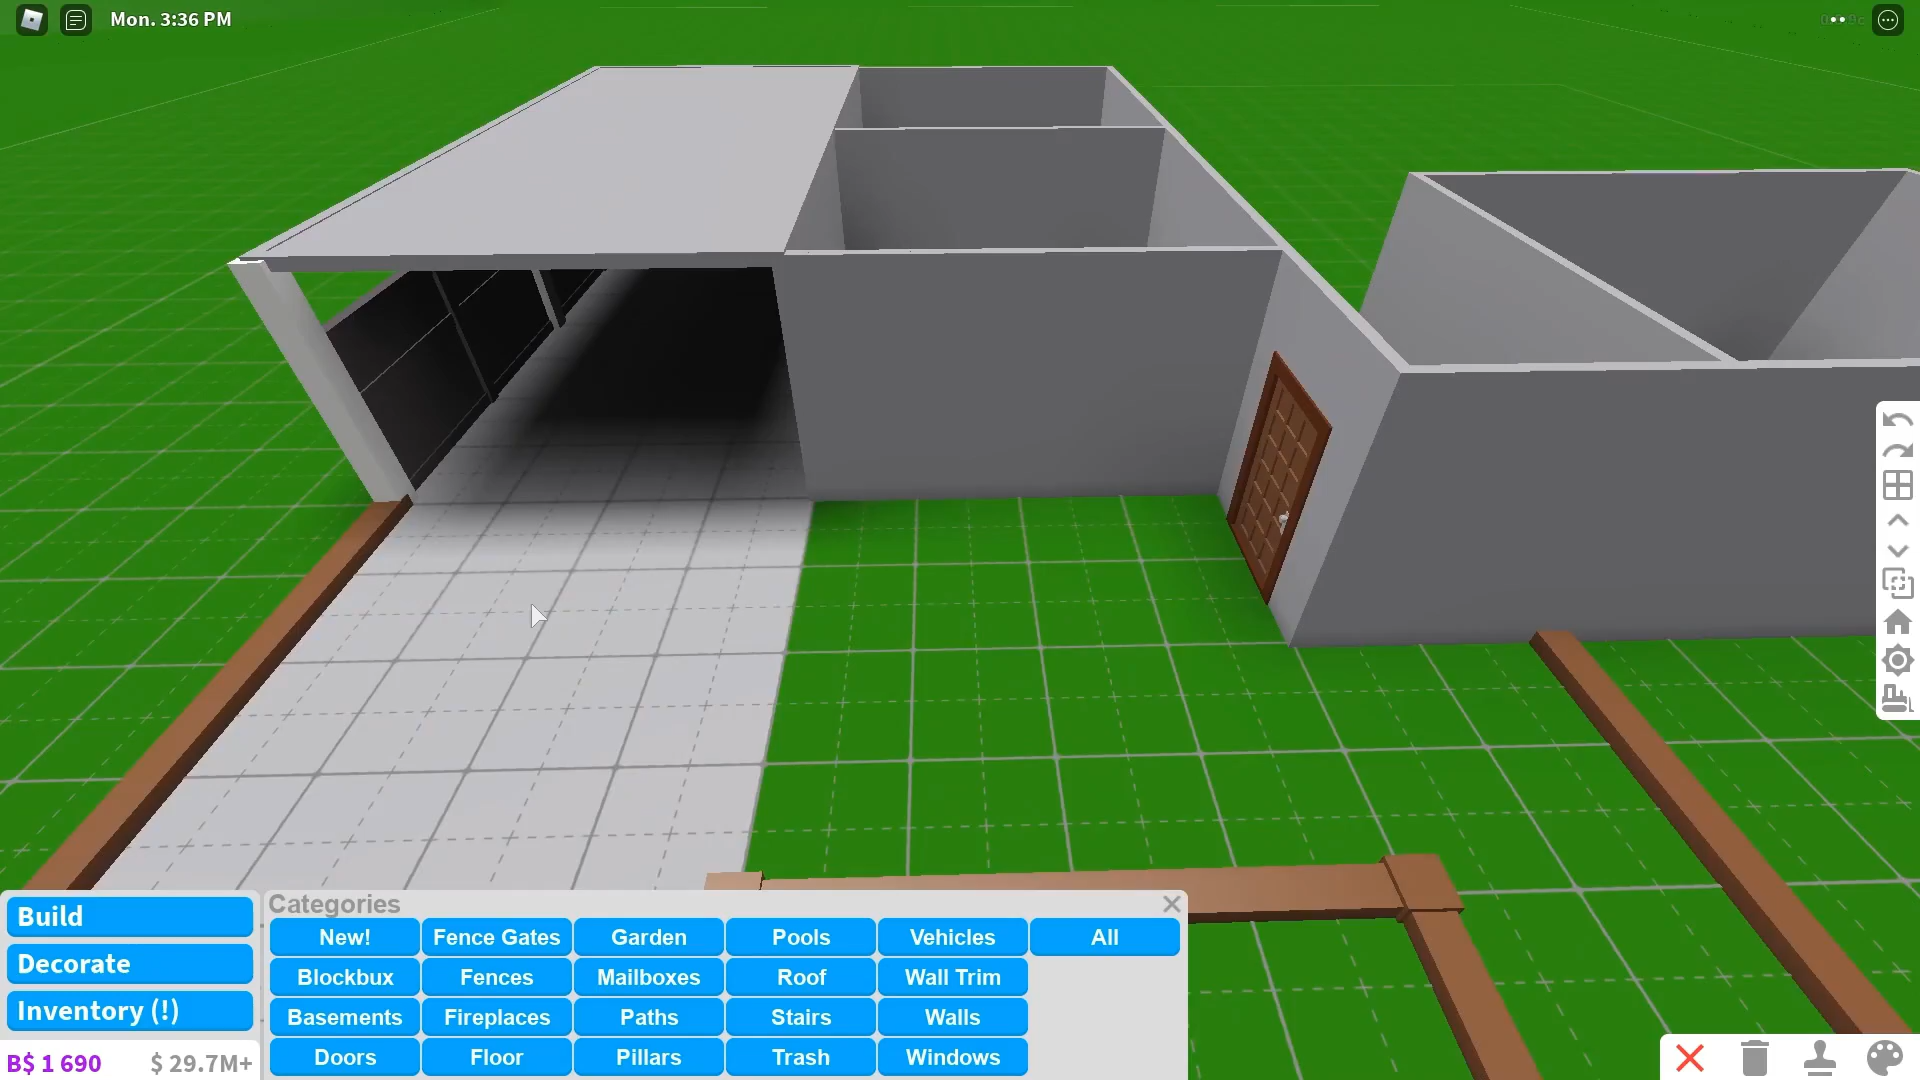 Mon. 3:36 PM
Build
Decorate
Inventory (!)
B$ 1 690 $ 29.7M+
Categories
New! Fence Gates Garden Pools Vehicles All
Blockbux Fences Mailboxes Roof Wall Trim
Basements Fireplaces Paths Stairs Walls
Doors Floor Pillars Trash Windows